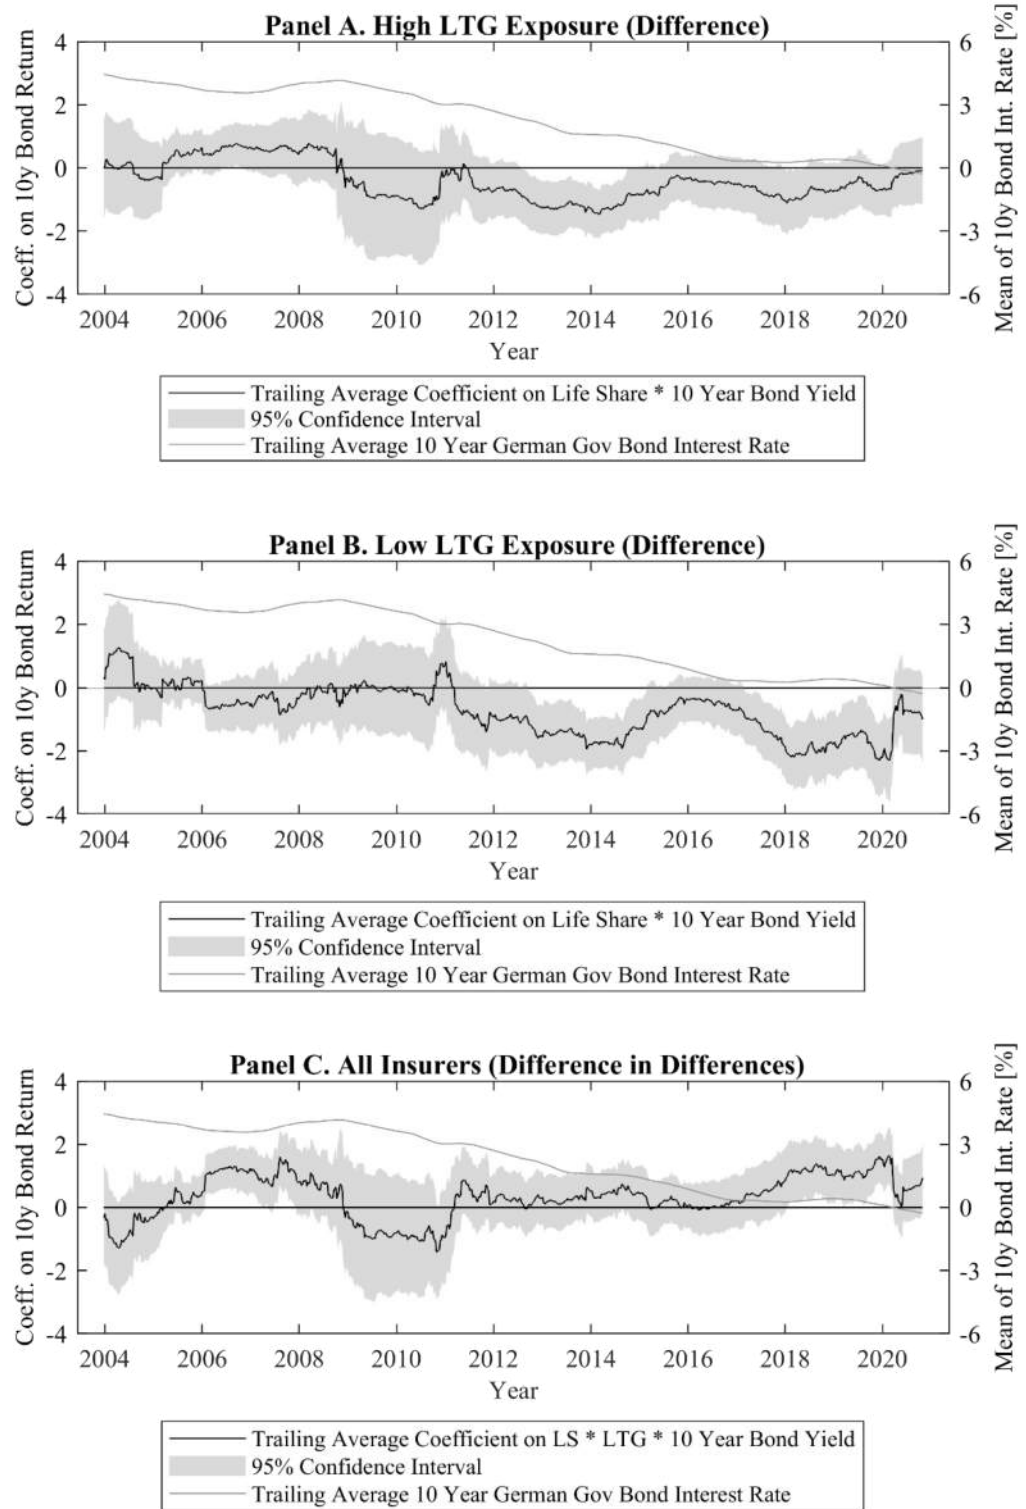 Panel A. High LTG Exposure (Difference)
Coeff. on 10y Bond Return
4
2
0
-2
-4
Mean of 10y Bond Int. Rate [%]
6
3
0
-3
-6
2004 2006 2008 2010 2012 2014 2016 2018 2020
Year
Trailing Average Coefficient on Life Share * 10 Year Bond Yield
95% Confidence Interval
Trailing Average 10 Year German Gov Bond Interest Rate
Panel B. Low LTG Exposure (Difference)
Coeff. on 10y Bond Return
4
2
0
-2
-4
Mean of 10y Bond Int. Rate [%]
6
3
0
-3
-6
2004 2006 2008 2010 2012 2014 2016 2018 2020
Year
Trailing Average Coefficient on Life Share * 10 Year Bond Yield
95% Confidence Interval
Trailing Average 10 Year German Gov Bond Interest Rate
Panel C. All Insurers (Difference in Differences)
Coeff. on 10y Bond Return
4
2
0
-2
-4
Mean of 10y Bond Int. Rate [%]
6
3
0
-3
-6
2004 2006 2008 2010 2012 2014 2016 2018 2020
Year
Trailing Average Coefficient on LS * LTG * 10 Year Bond Yield
95% Confidence Interval
Trailing Average 10 Year German Gov Bond Interest Rate